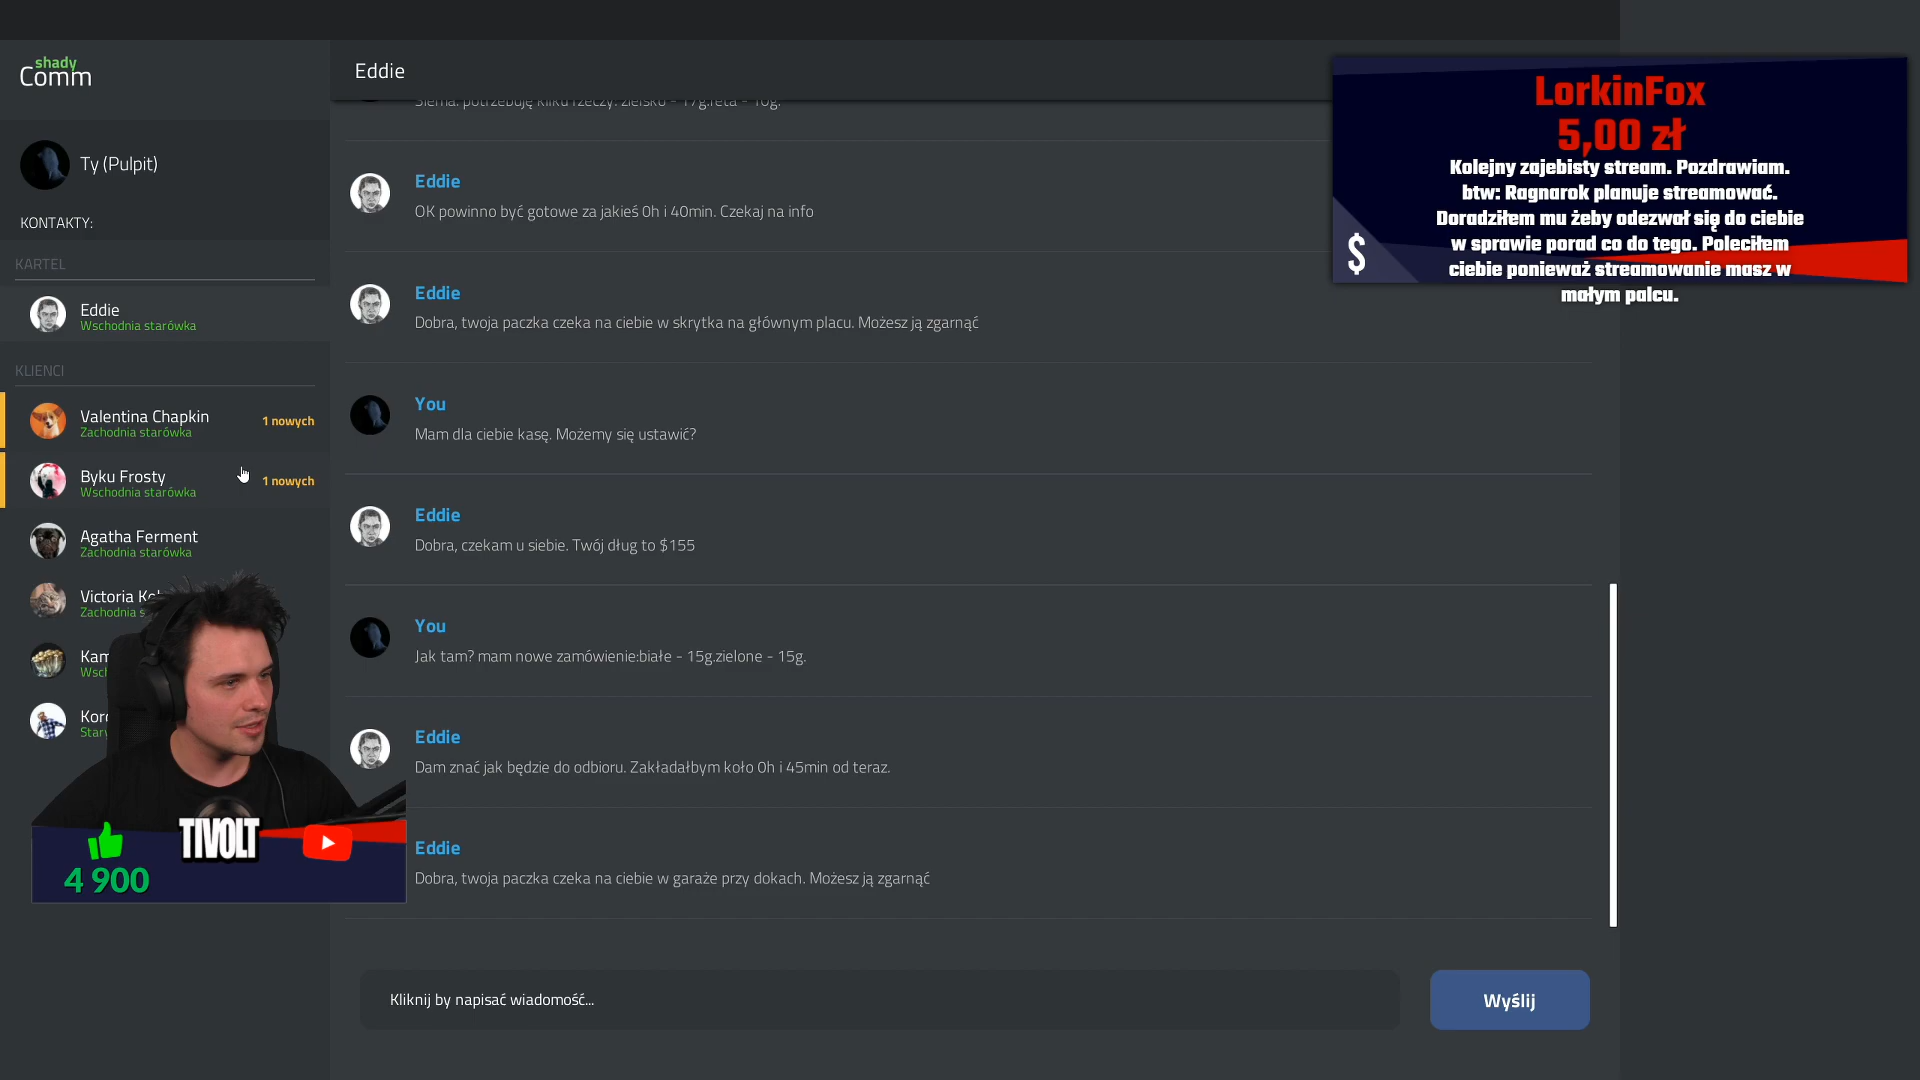 shady
Comm
Ty (Pulpit)
KONTAKTY:
KARTEL
Eddie
Wschodnia starówka
KLIENCI
Valentina Chapkin
Zachodnia starówka
1 nowych
Byku Frosty
Wschodnia starówka
1 nowych
Agatha Ferment
Zachodnia starówka
Victoria
Zachodnia
TIVOLT
4 900
Eddie
Eddie
OK powinno być gotowe za jakieś 0h i 40min. Czekaj na info
Eddie
Dobra, twoja paczka czeka na ciebie w skrytka na głównym placu. Możesz ją zgarnąć
You
Mam dla ciebie kasę. Możemy się ustawić?
Eddie
Dobra, czekam u siebie. Twój dług to $155
You
Jak tam? mam nowe zamówienie:białe - 15g.zielone - 15g.
Eddie
Dam znać jak będzie do odbioru. Zakładałbym koło 0h i 45min od teraz.
Eddie
Dobra, twoja paczka czeka na ciebie w garaże przy dokach. Możesz ją zgarnąć
Kliknij by napisać wiadomość...
Wyślij
LorkinFox
5,00 zł
Kolejny zajebisty stream. Pozdrawiam.
btw: Ragnarok planuje streamować.
Doradziłem mu żeby odezwał się do ciebie
w sprawie porad co do tego. Poleciłem
ciebie ponieważ streamowanie masz w
małym palcu.
$